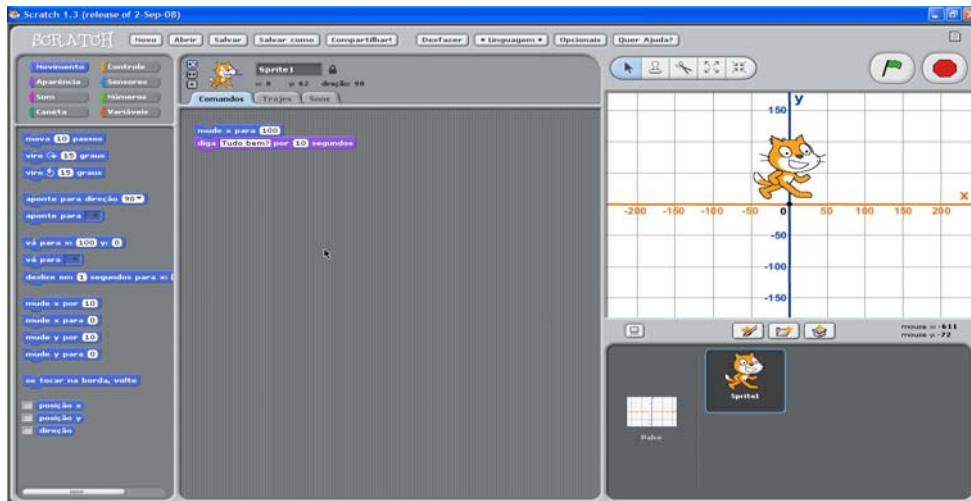 Scratch 1.3 (release of 2-Sep-08)
SCRATCH Novo Abrir Salvar Salvar como Compartilhar! Desfazer • Linguagem • Opcionais Quer Ajuda?
Movimento Controle
Aparência Sensores
Som Números
Caneta Variáveis
mova 10 passos
vire 15 graus
vire 15 graus
aponte para direção 90
aponte para
vá para x: 100 y: 0
vá para
deslize em 1 segundos para x:
mude x por 10
mude x para 0
mude y por 10
mude y para 0
se tocar na borda, volte
posição x
posição y
direção
Sprite1
x: 0 y: 62 direção: 90
Comandos Trajes Sons
mude x para 100
diga Tudo bem? por 10 segundos
y
150
x
-200 -150 -100 -50 0 50 100 150 200
-50
-100
-150
mouse x: -611
mouse y: -72
Sprite1
Palco